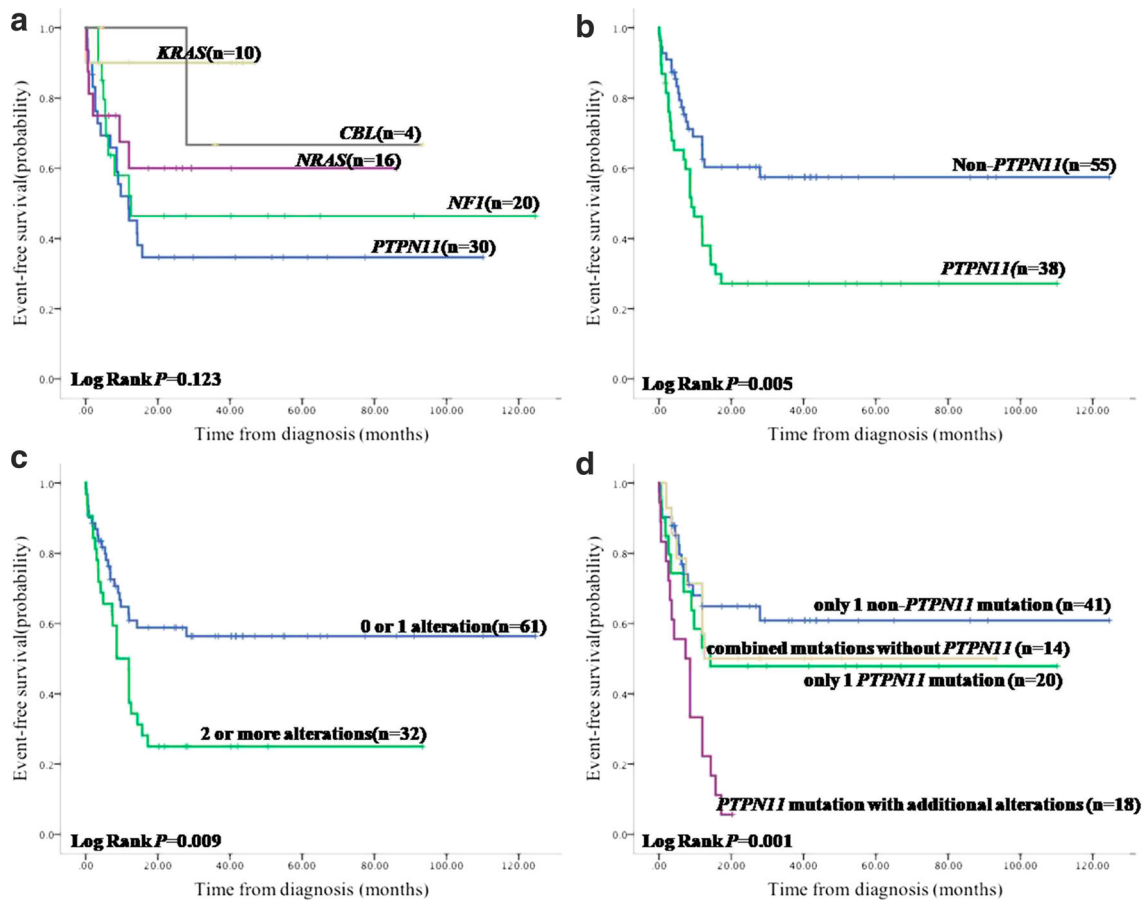 a
Event-free survival(probability)
1.0
0.8
0.6
0.4
0.2
0.0
KRAS(n=10)
CBL(n=4)
NRAS(n=16)
NF1(n=20)
PTPN11(n=30)
Log Rank P=0.123
.00 20.00 40.00 60.00 80.00 100.00 120.00
Time from diagnosis (months)
b
Event-free survival(probability)
1.0
0.8
0.6
0.4
0.2
0.0
Non-PTPN11(n=55)
PTPN11(n=38)
Log Rank P=0.005
.00 20.00 40.00 60.00 80.00 100.00 120.00
Time from diagnosis (months)
c
Event-free survival(probability)
1.0
0.8
0.6
0.4
0.2
0.0
0 or 1 alteration(n=61)
2 or more alterations(n=32)
Log Rank P=0.009
.00 20.00 40.00 60.00 80.00 100.00 120.00
Time from diagnosis (months)
d
Event-free survival(probability)
1.0
0.8
0.6
0.4
0.2
0.0
only 1 non-PTPN11 mutation (n=41)
combined mutations without PTPN11 (n=14)
only 1 PTPN11 mutation (n=20)
PTPN11 mutation with additional alterations (n=18)
Log Rank P=0.001
.00 20.00 40.00 60.00 80.00 100.00 120.00
Time from diagnosis (months)